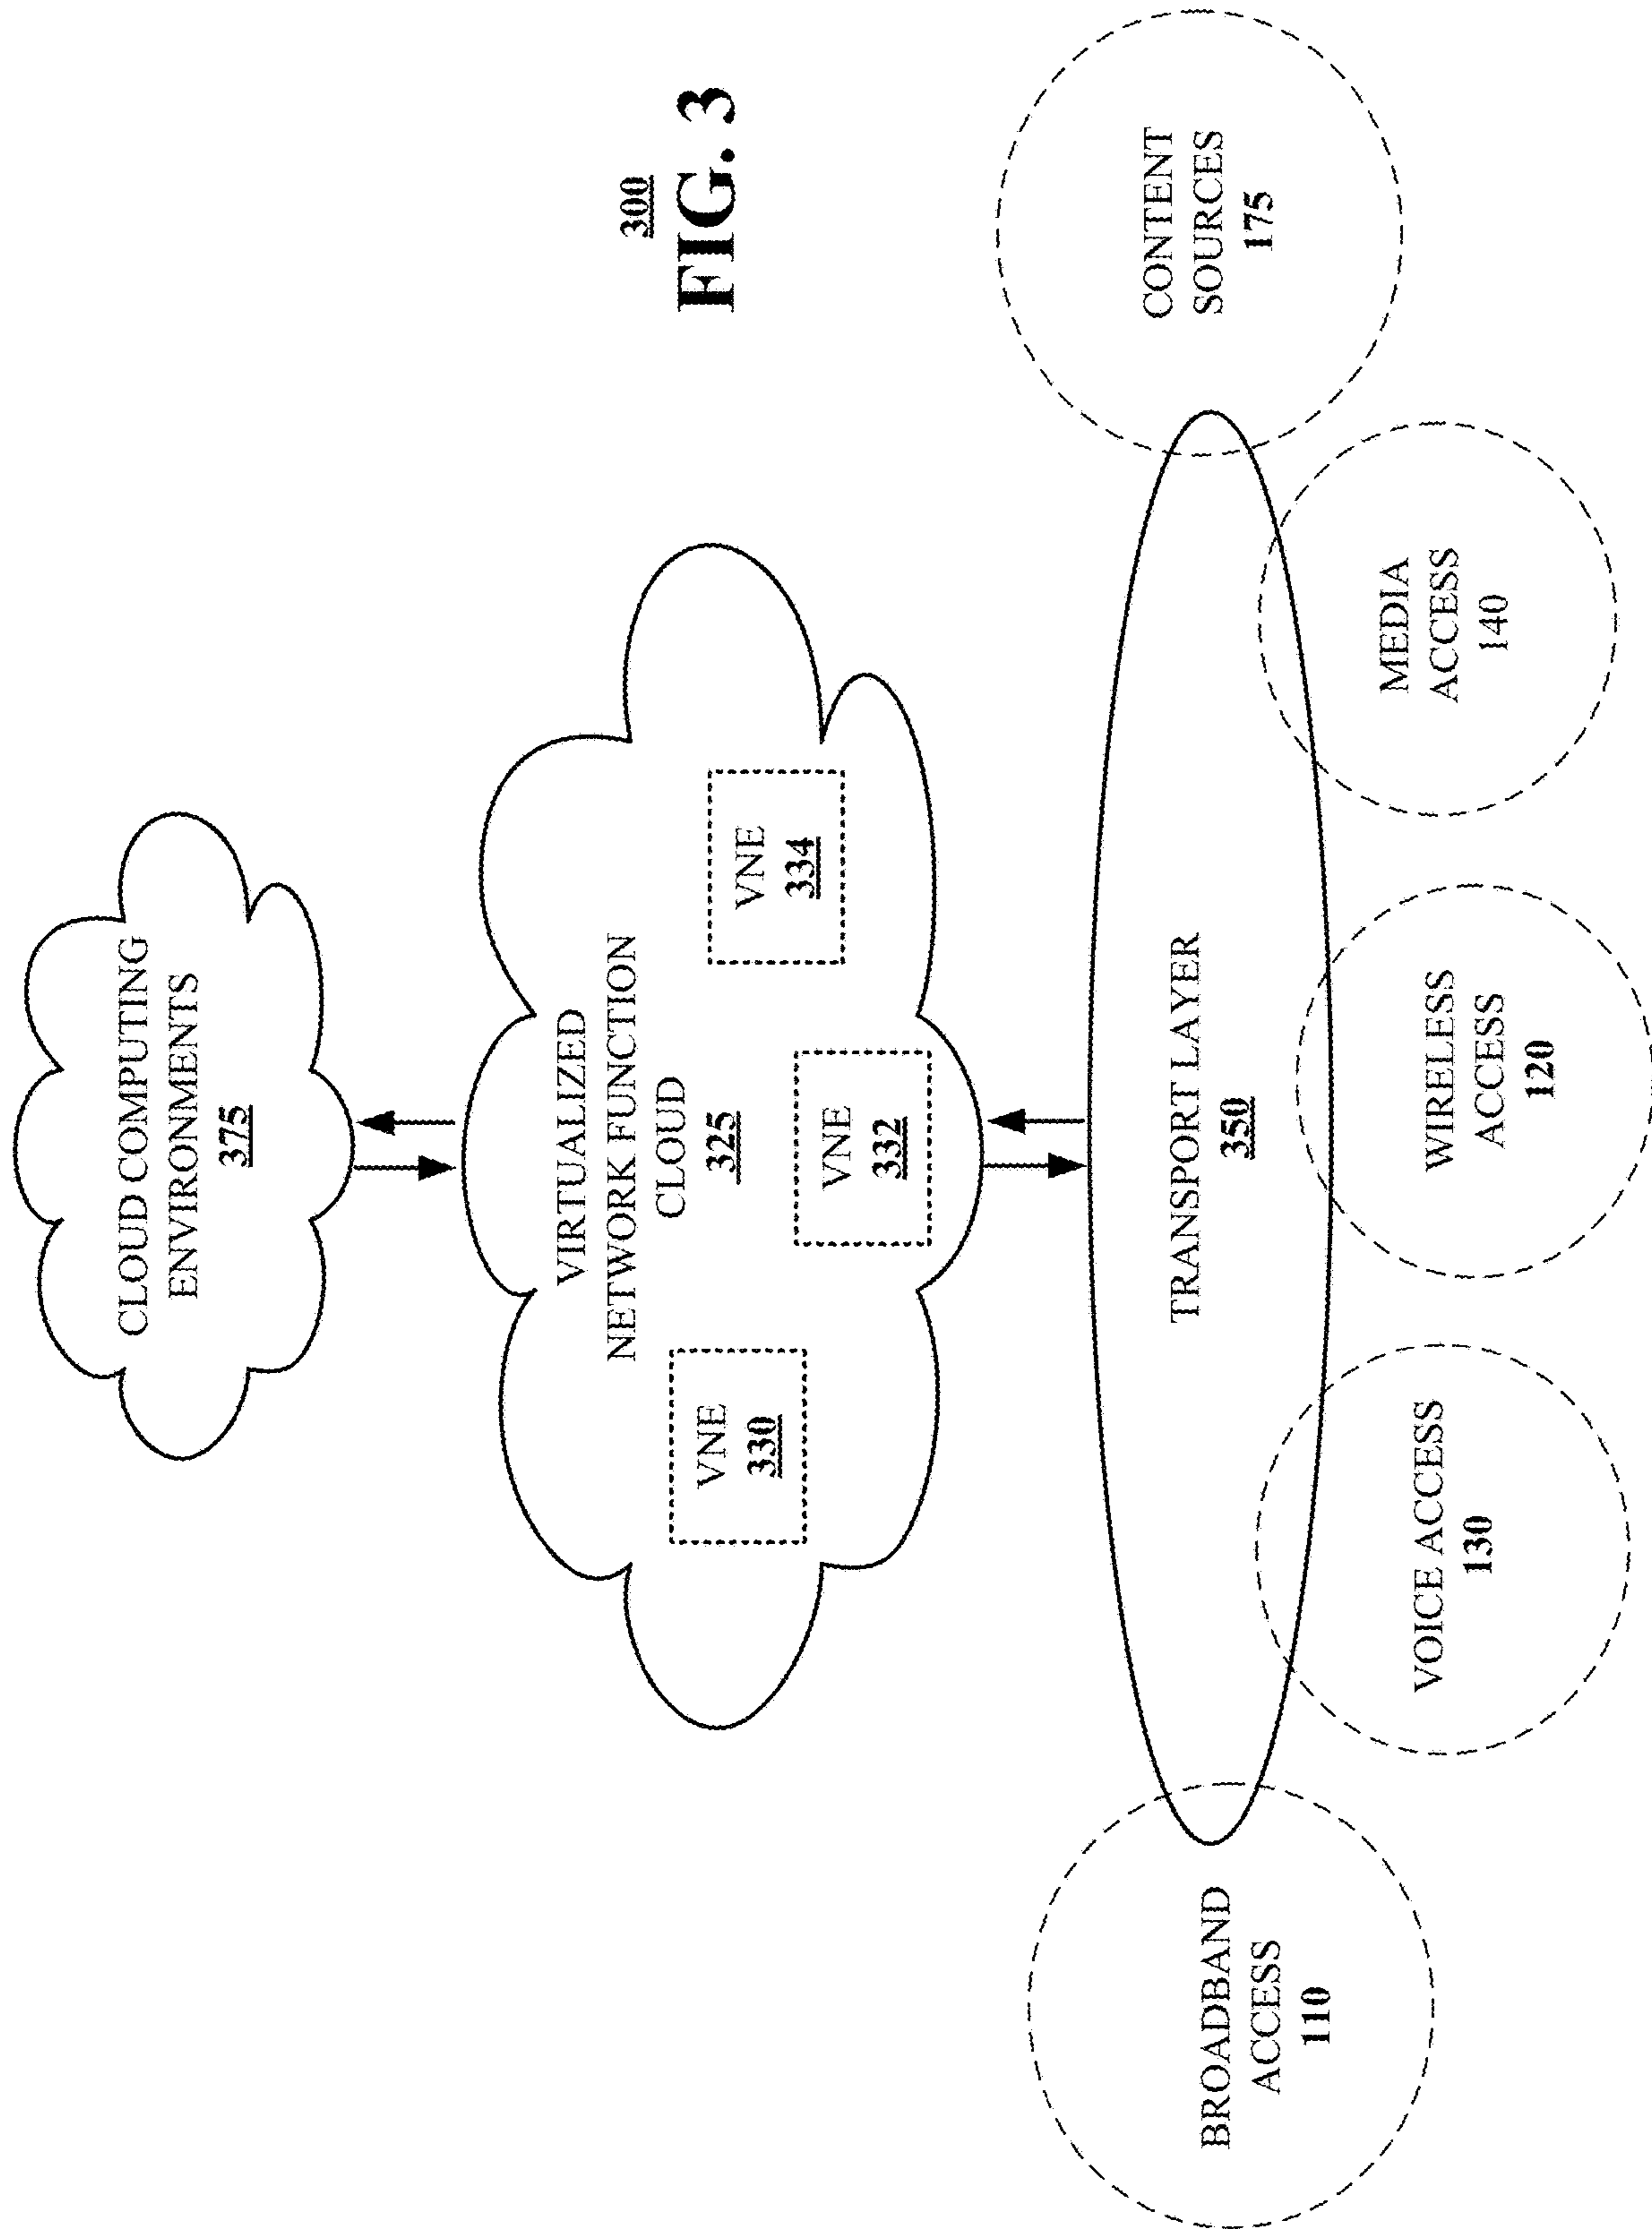 CLOUD COMPUTING
ENVIRONMENTS
375
VIRTUALIZED
NETWORK FUNCTION
CLOUD
325
VNE
330
VNE
332
VNE
334
300
FIG. 3
TRANSPORT LAYER
350
BROADBAND
ACCESS
110
VOICE ACCESS
130
WIRELESS
ACCESS
120
MEDIA
ACCESS
140
CONTENT
SOURCES
175